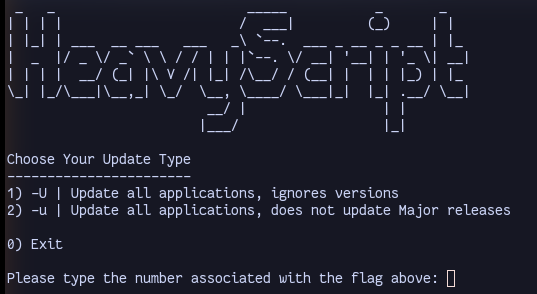 HeavyScript
Choose Your Update Type
-----------------------
1) -U | Update all applications, ignores versions
2) -u | Update all applications, does not update Major releases
0) Exit
Please type the number associated with the flag above: